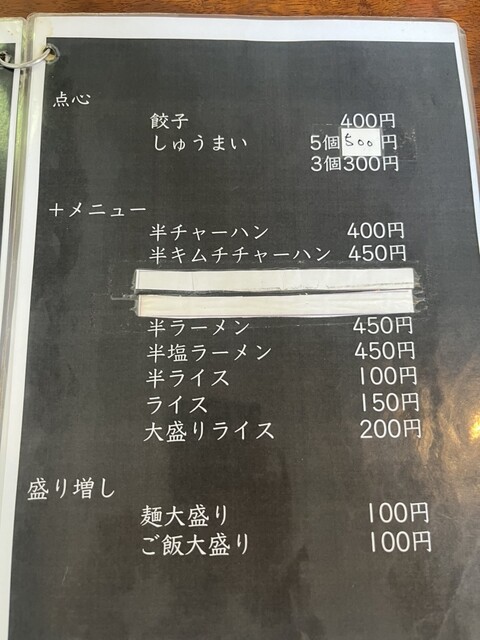 点心
餃子 400円
しゅうまい 5個500円
3個300円
＋メニュー
半チャーハン 400円
半キムチチャーハン 450円
半ラーメン 450円
半塩ラーメン 450円
半ライス 100円
ライス 150円
大盛りライス 200円
盛り増し
麺大盛り 100円
ご飯大盛り 100円